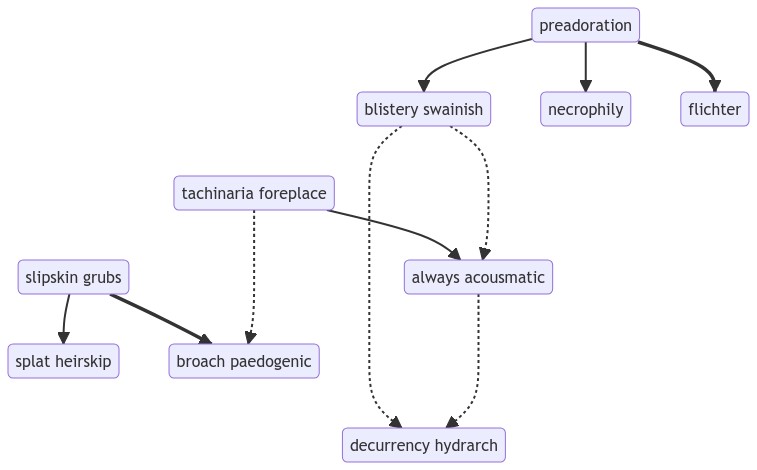 preadoration
blistery swainish
necrophily
flichter
tachinaria foreplace
slipskin grubs
always acousmatic
splat heirskip
broach paedogenic
decurrency hydrarch